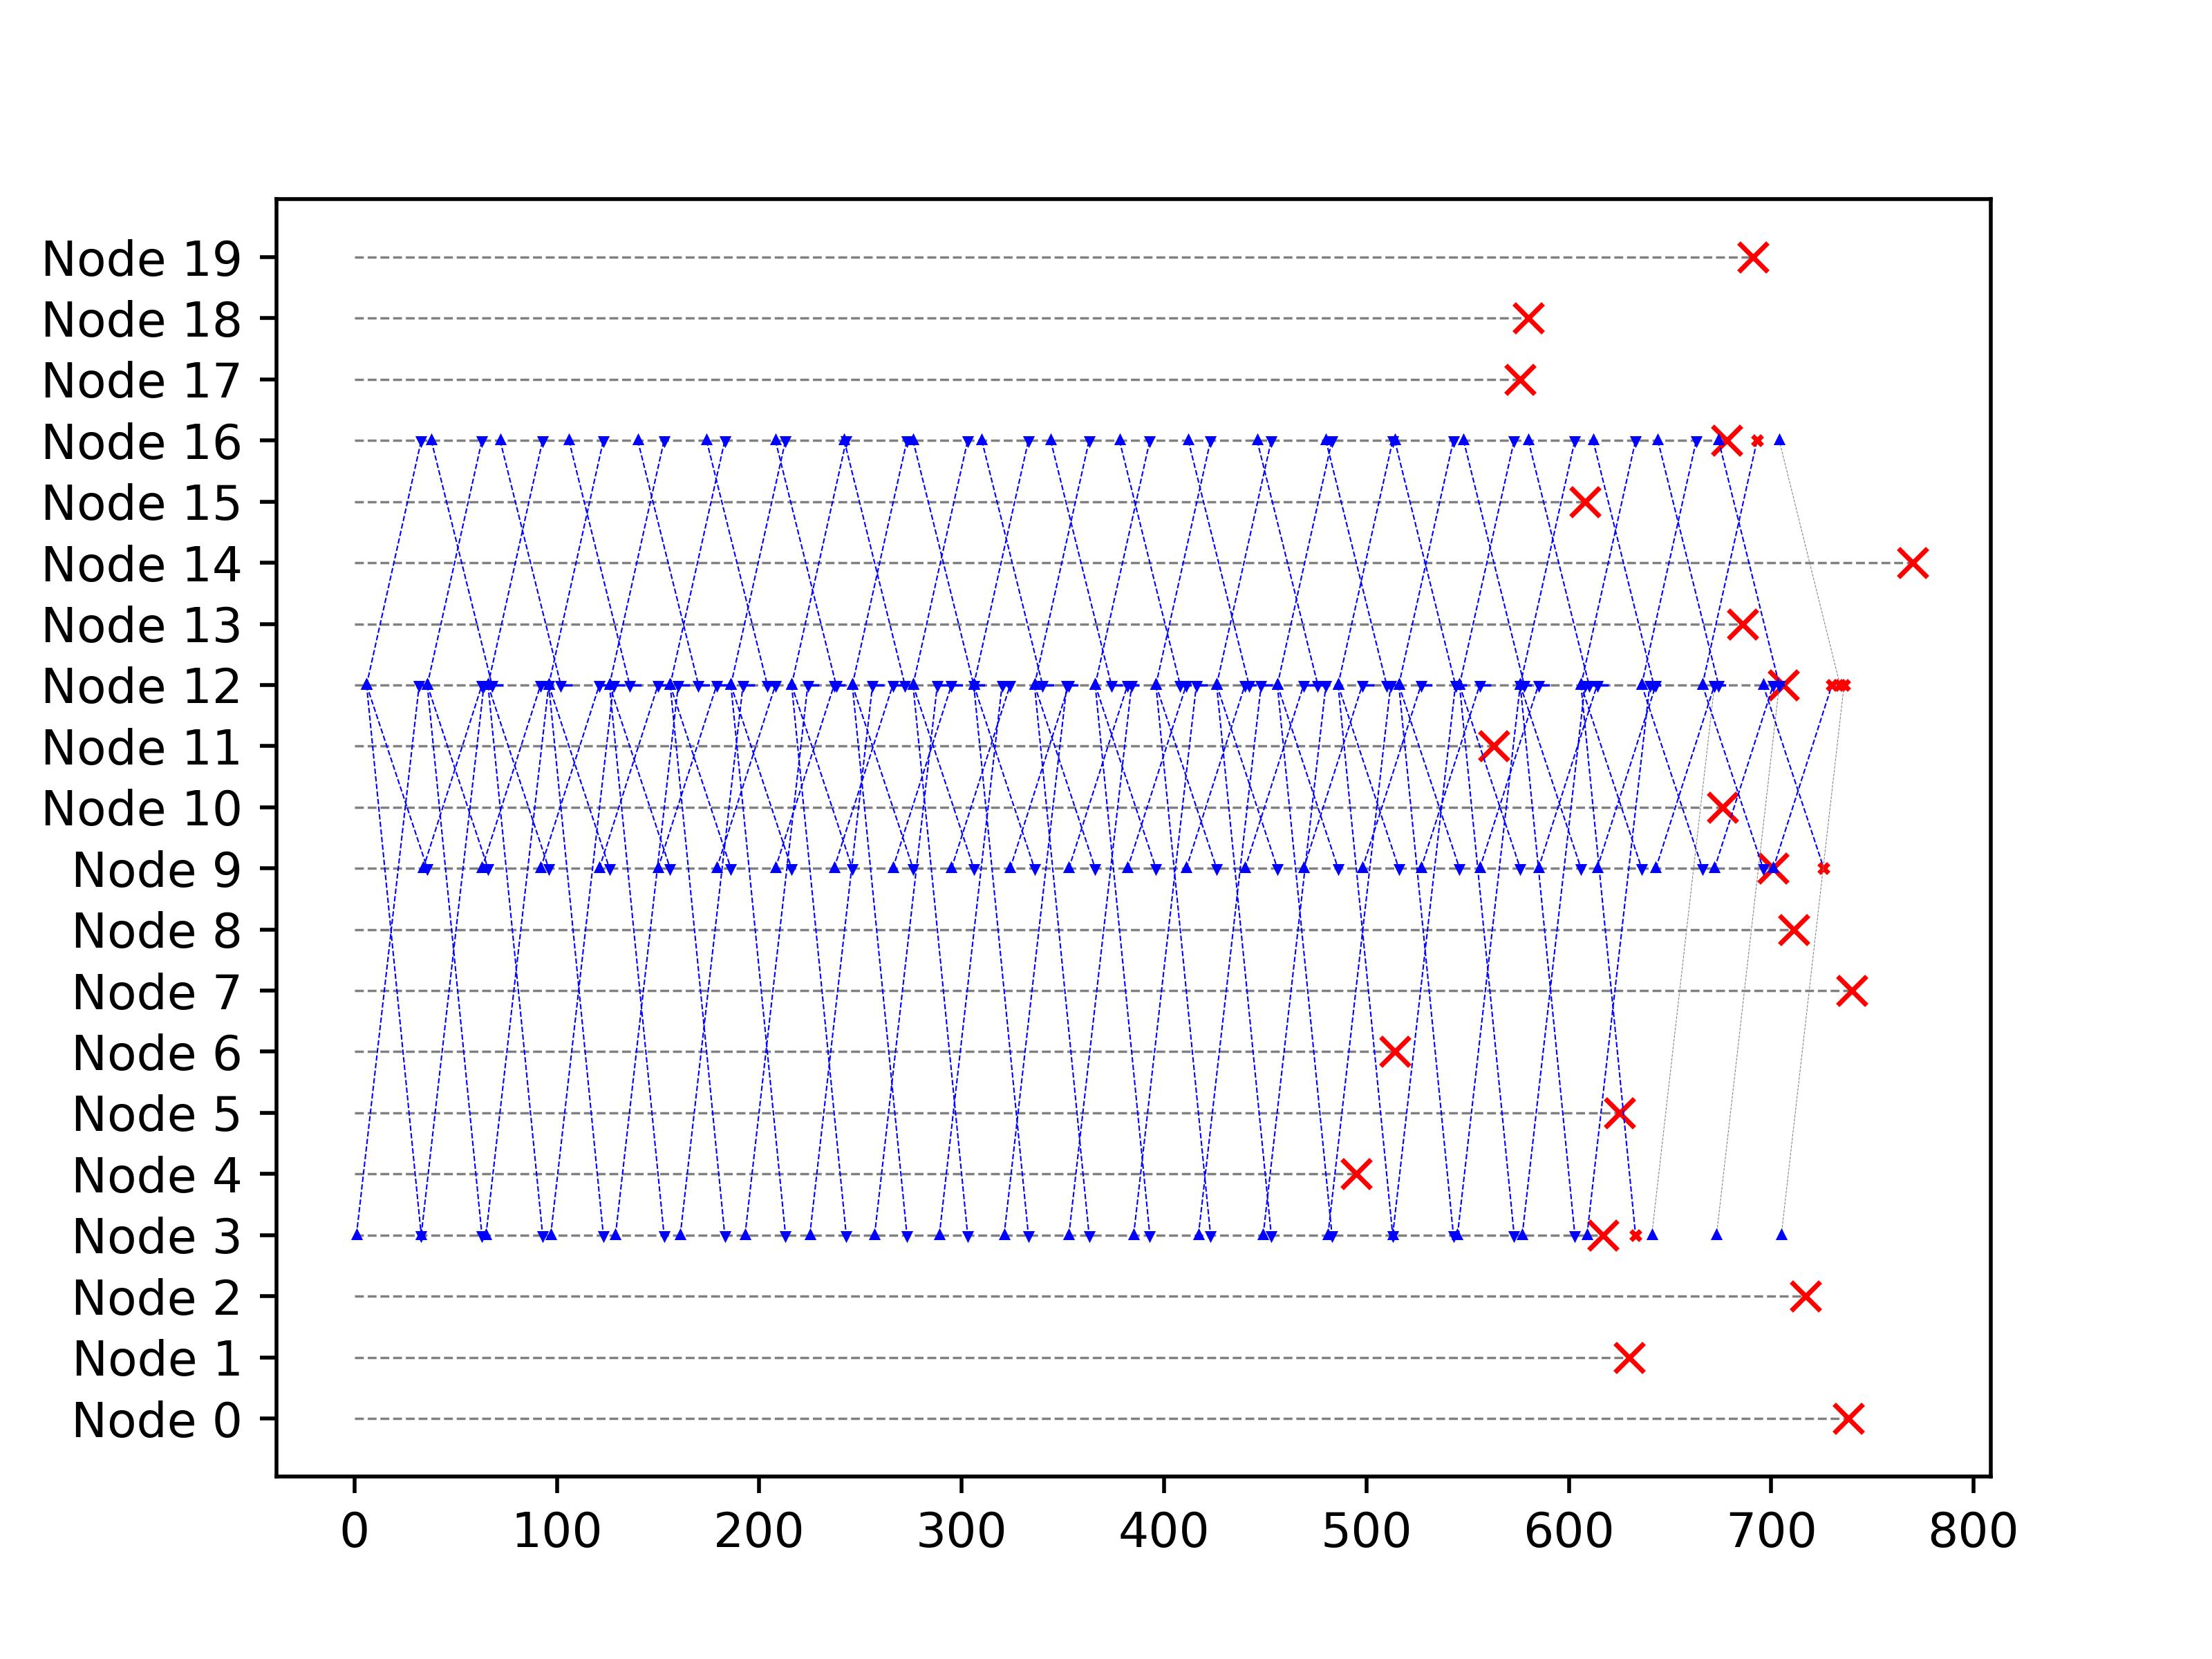 Node 19
Node 18
Node 17
Node 16
Node 15
Node 14
Node 13
Node 12
Node 11
Node 10
Node 9
Node 8
Node 7
Node 6
Node 5
Node 4
Node 3
Node 2
Node 1
Node 0
0 100 200 300 400 500 600 700 800